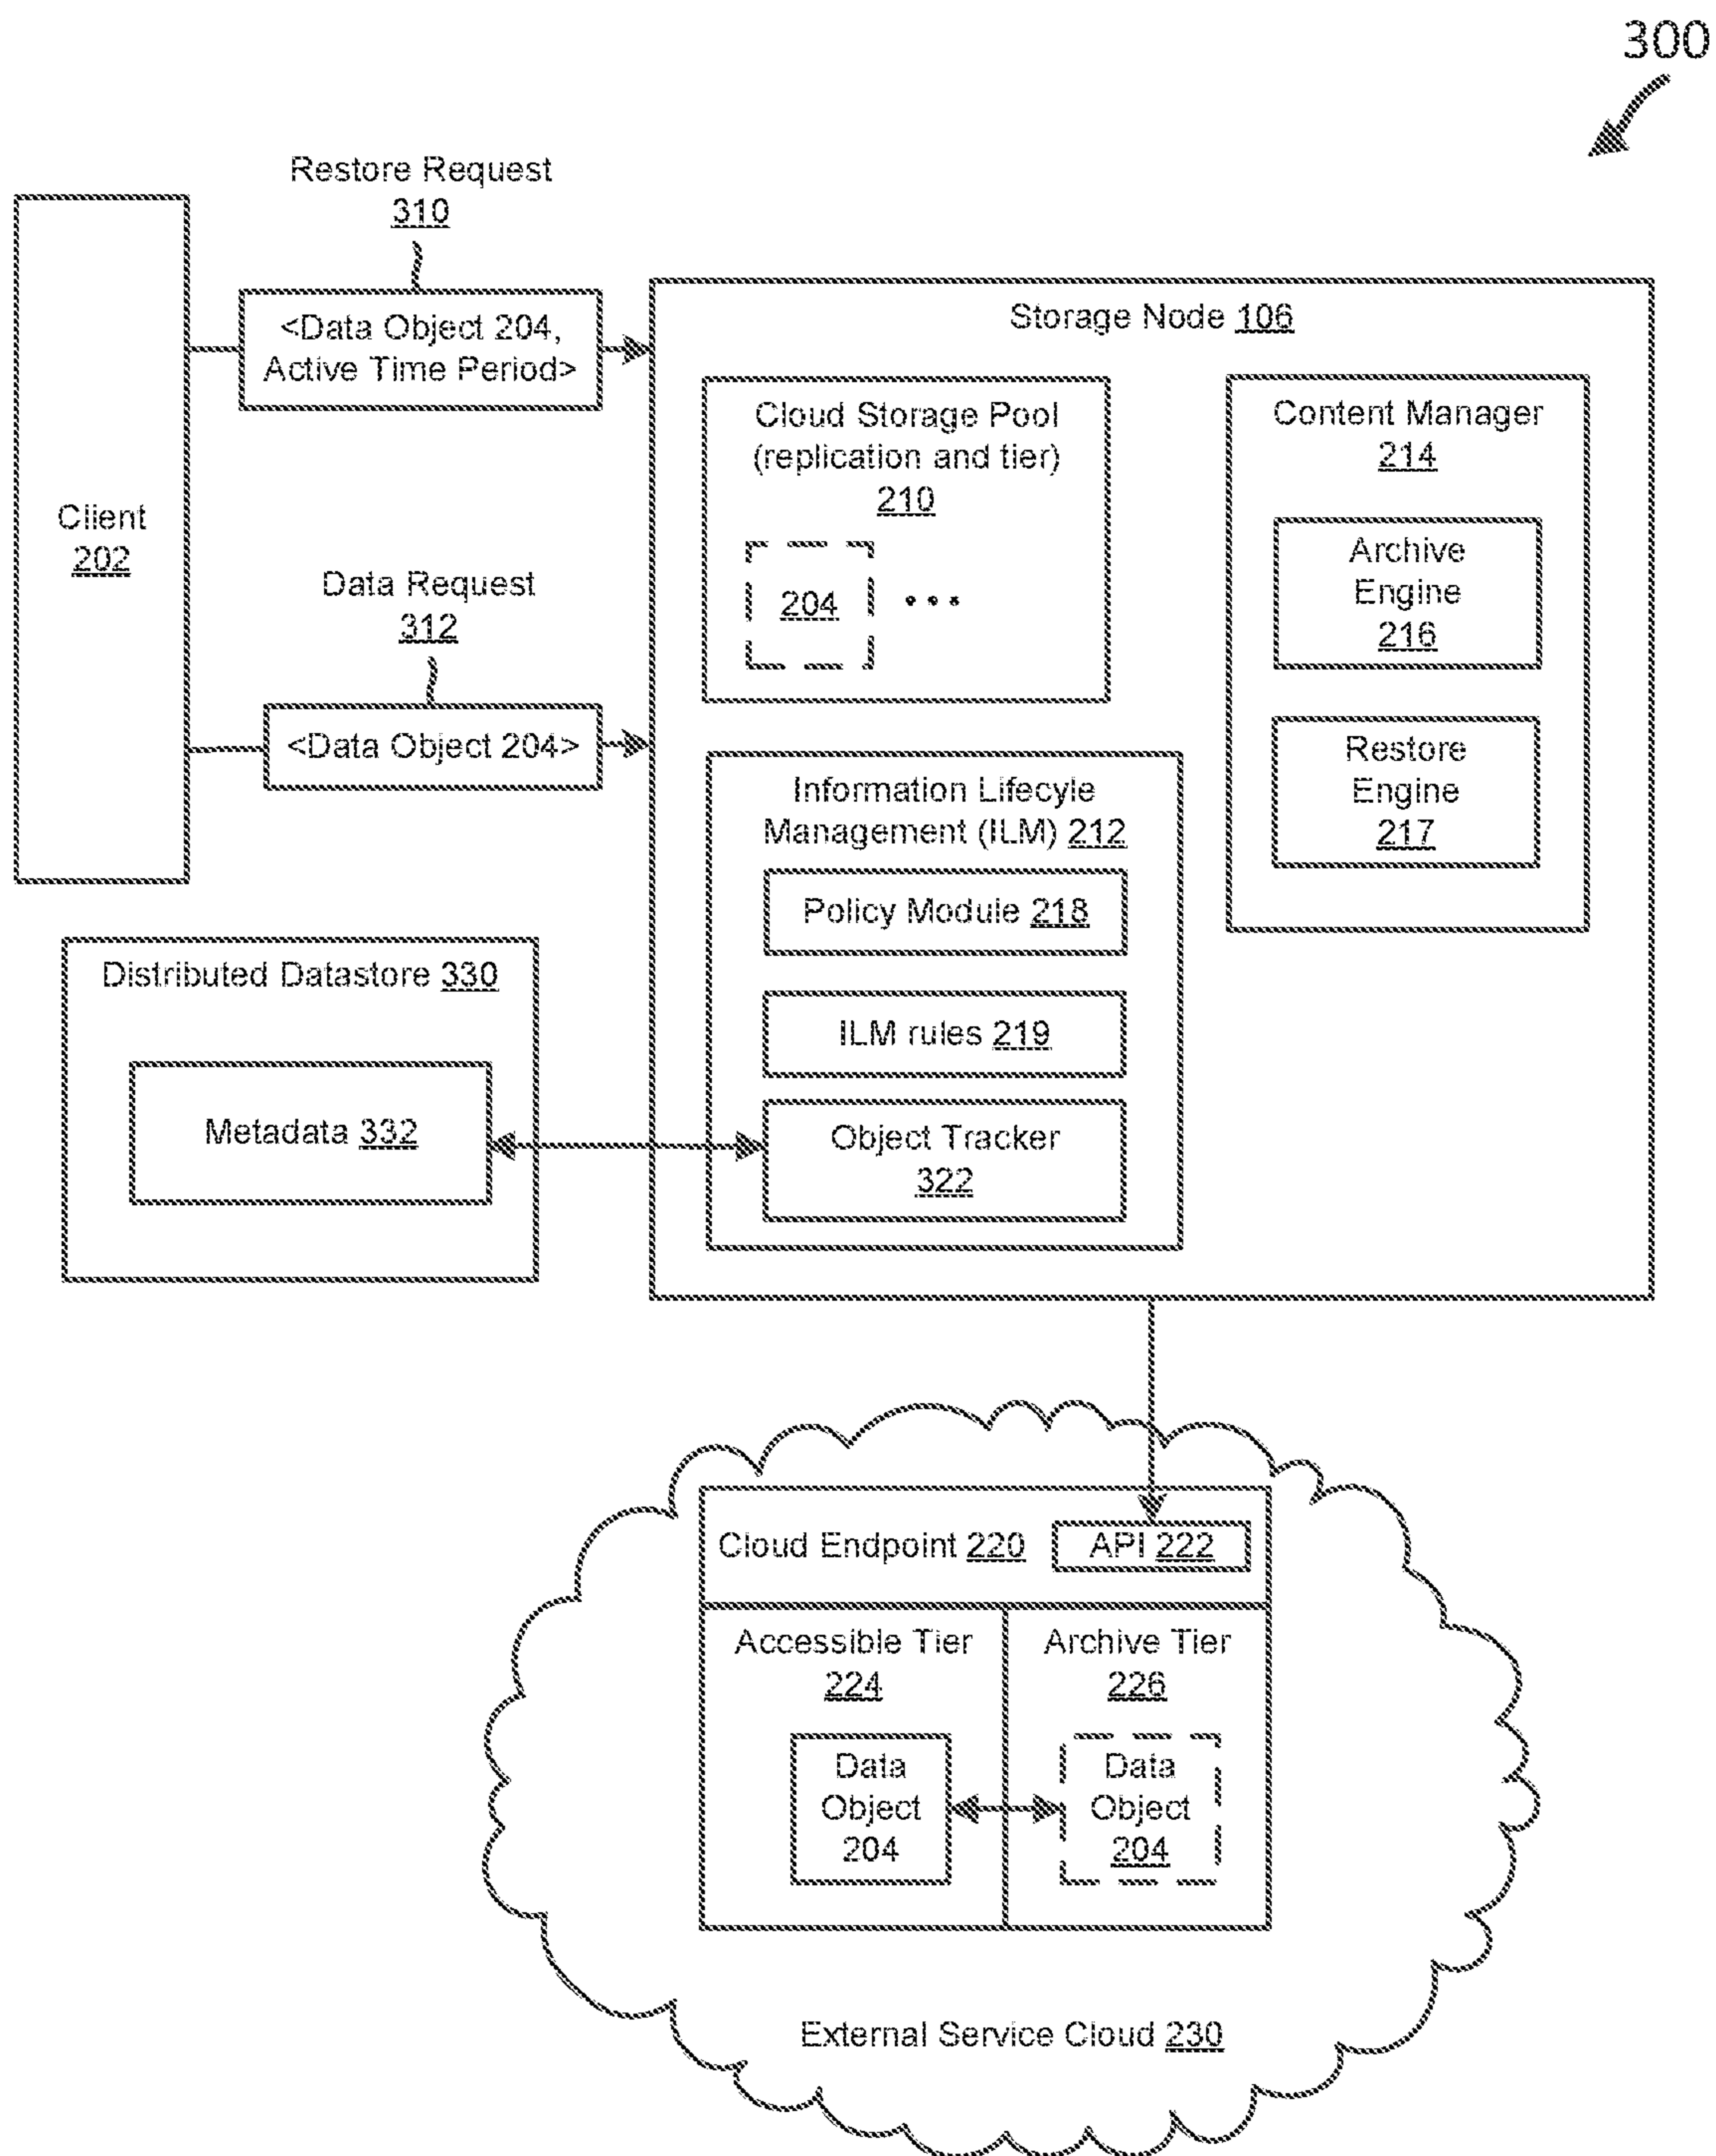 300
Restore Request
310
<Data Object 204,
Active Time Period>
Client
202
Data Request
312
<Data Object 204>
Storage Node 106
Cloud Storage Pool
(replication and tier)
210
204
Content Manager
214
Archive
Engine
216
Restore
Engine
217
Information Lifecyle
Management (ILM) 212
Policy Module 218
ILM rules 219
Object Tracker
322
Distributed Datastore 330
Metadata 332
Cloud Endpoint 220
API 222
Accessible Tier
224
Data
Object
204
Archive Tier
226
Data
Object
204
External Service Cloud 230